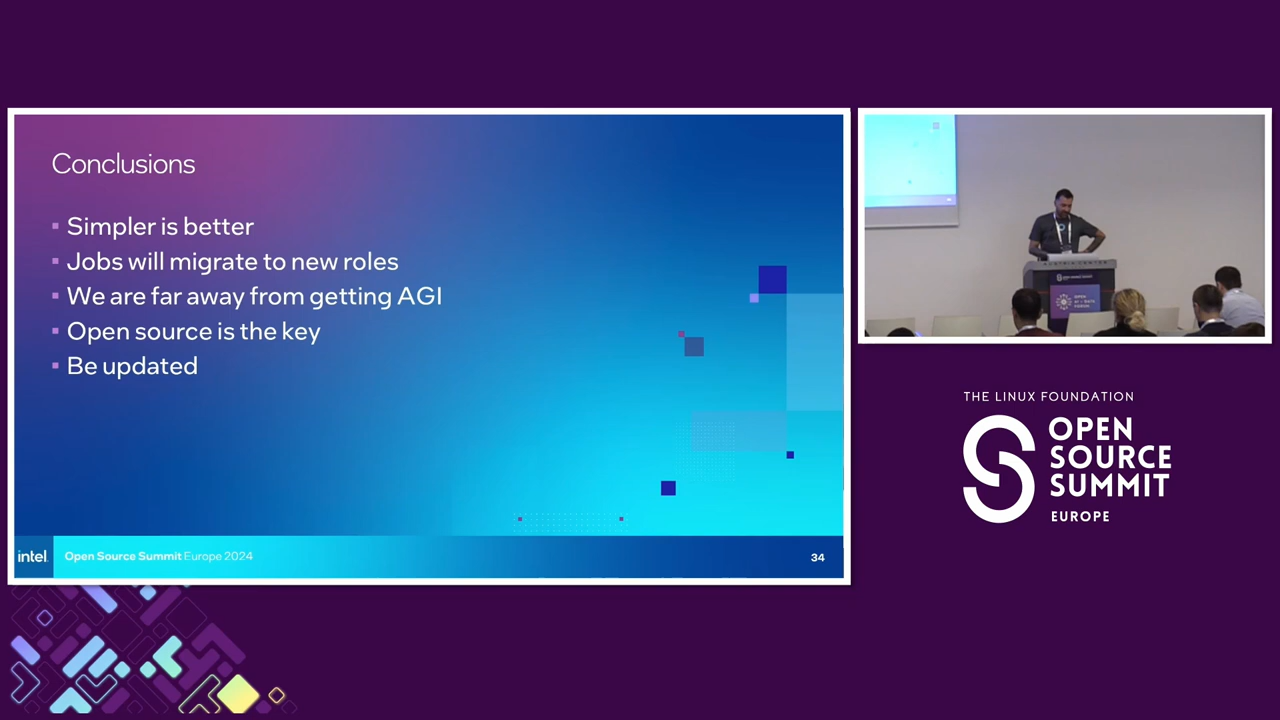 Conclusions
Simpler is better
Jobs will migrate to new roles
We are far away from getting AGI
Open source is the key
Be updated
intel
Open Source Summit Europe 2024
34
THE LINUX FOUNDATION
OPEN
SOURCE
SUMMIT
EUROPE